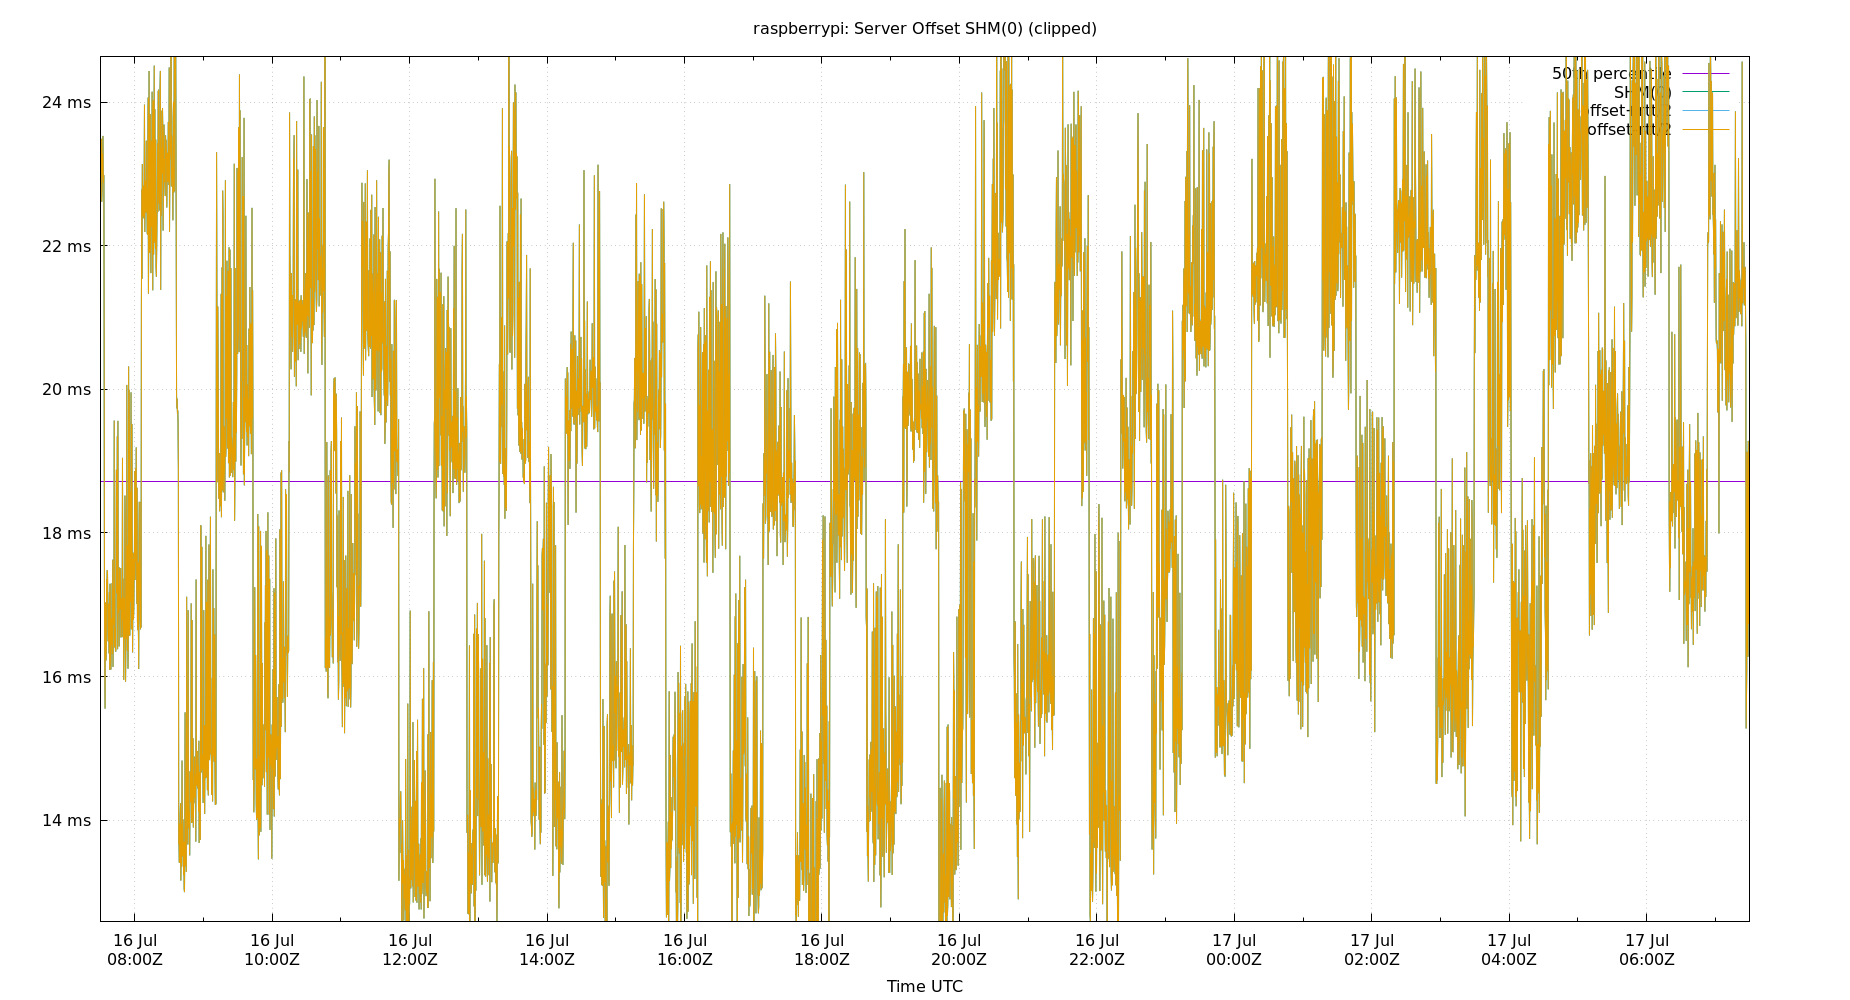 raspberrypi: Server Offset SHM(0) (clipped)
50th percentile
SHM(0)
24 ms
22 ms
20 ms
18 ms
16 ms
14 ms
16 Jul 16 Jul 16 Jul 16 Jul 16 Jul 16 Jul 16 Jul 16 Jul 17 Jul 17 Jul 17 Jul 17 Jul
08:00Z 10:00Z 12:00Z 14:00Z 16:00Z 18:00Z 20:00Z 22:00Z 00:00Z 02:00Z 04:00Z 06:00Z
Time UTC